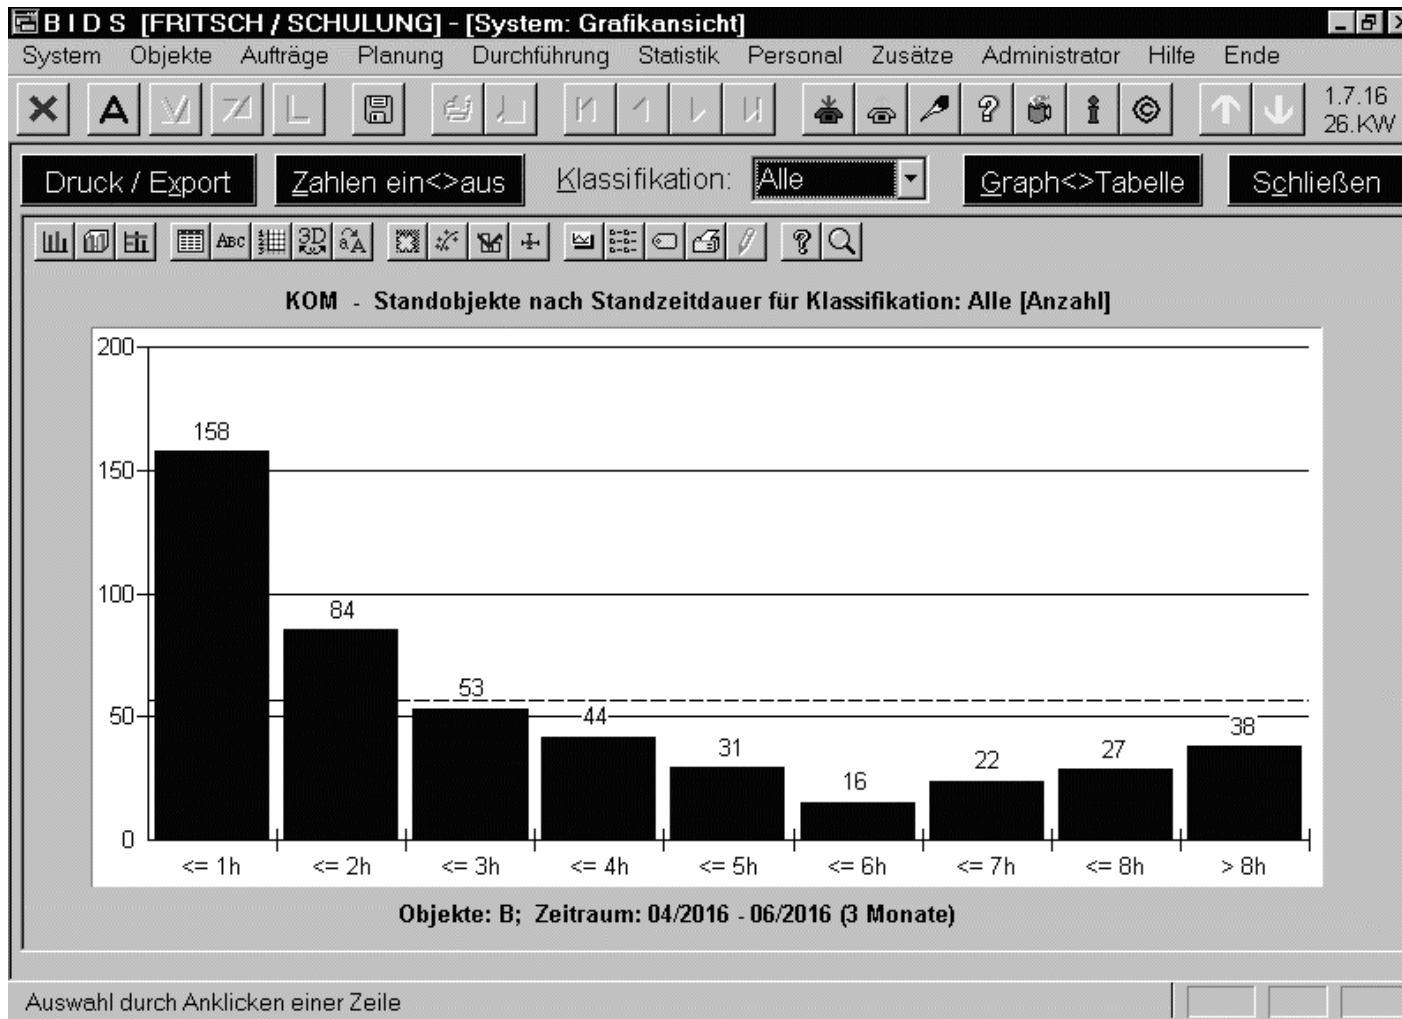 B I D S [FRITSCH / SCHULUNG] - [System: Grafikansicht]
System Objekte Aufträge Planung Durchführung Statistik Personal Zusätze Administrator Hilfe Ende
A V Z L ? i © 1.7.16
26.KW
Druck / Export Zahlen ein<>aus Klassifikation: Alle Graph<>Tabelle Schließen
ABC 3D aA ?
KOM - Standobjekte nach Standzeitdauer für Klassifikation: Alle [Anzahl]
200
158
150
100
84
53
50
44
31
16
22
27
38
0
<= 1h <= 2h <= 3h <= 4h <= 5h <= 6h <= 7h <= 8h > 8h
Objekte: B; Zeitraum: 04/2016 - 06/2016 (3 Monate)
Auswahl durch Anklicken einer Zeile